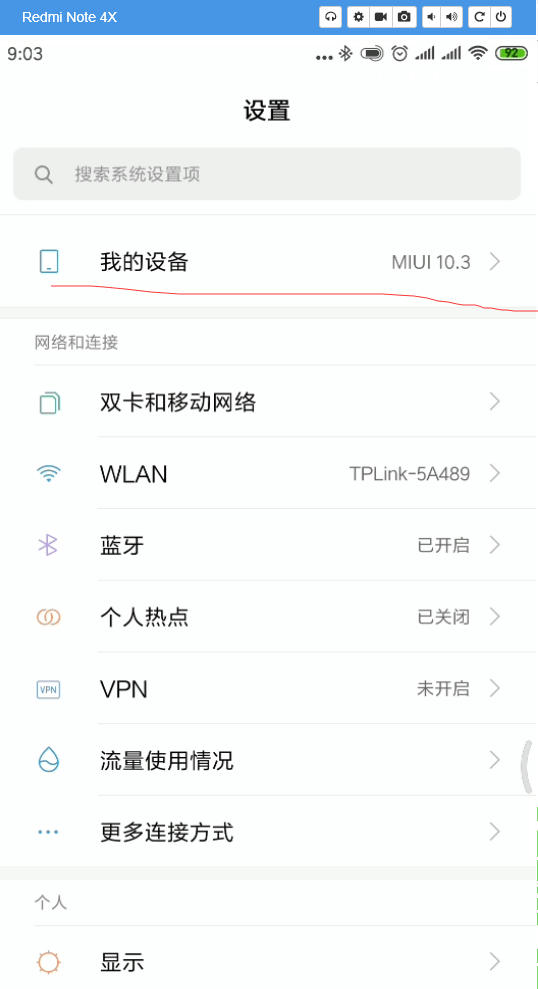 Redmi Note 4X
9:03
92
设置
搜索系统设置项
我的设备 MIUI 10.3
网络和连接
双卡和移动网络
WLAN TPLink-5A489
蓝牙 已开启
个人热点 已关闭
VPN VPN 未开启
流量使用情况
更多连接方式
个人
显示